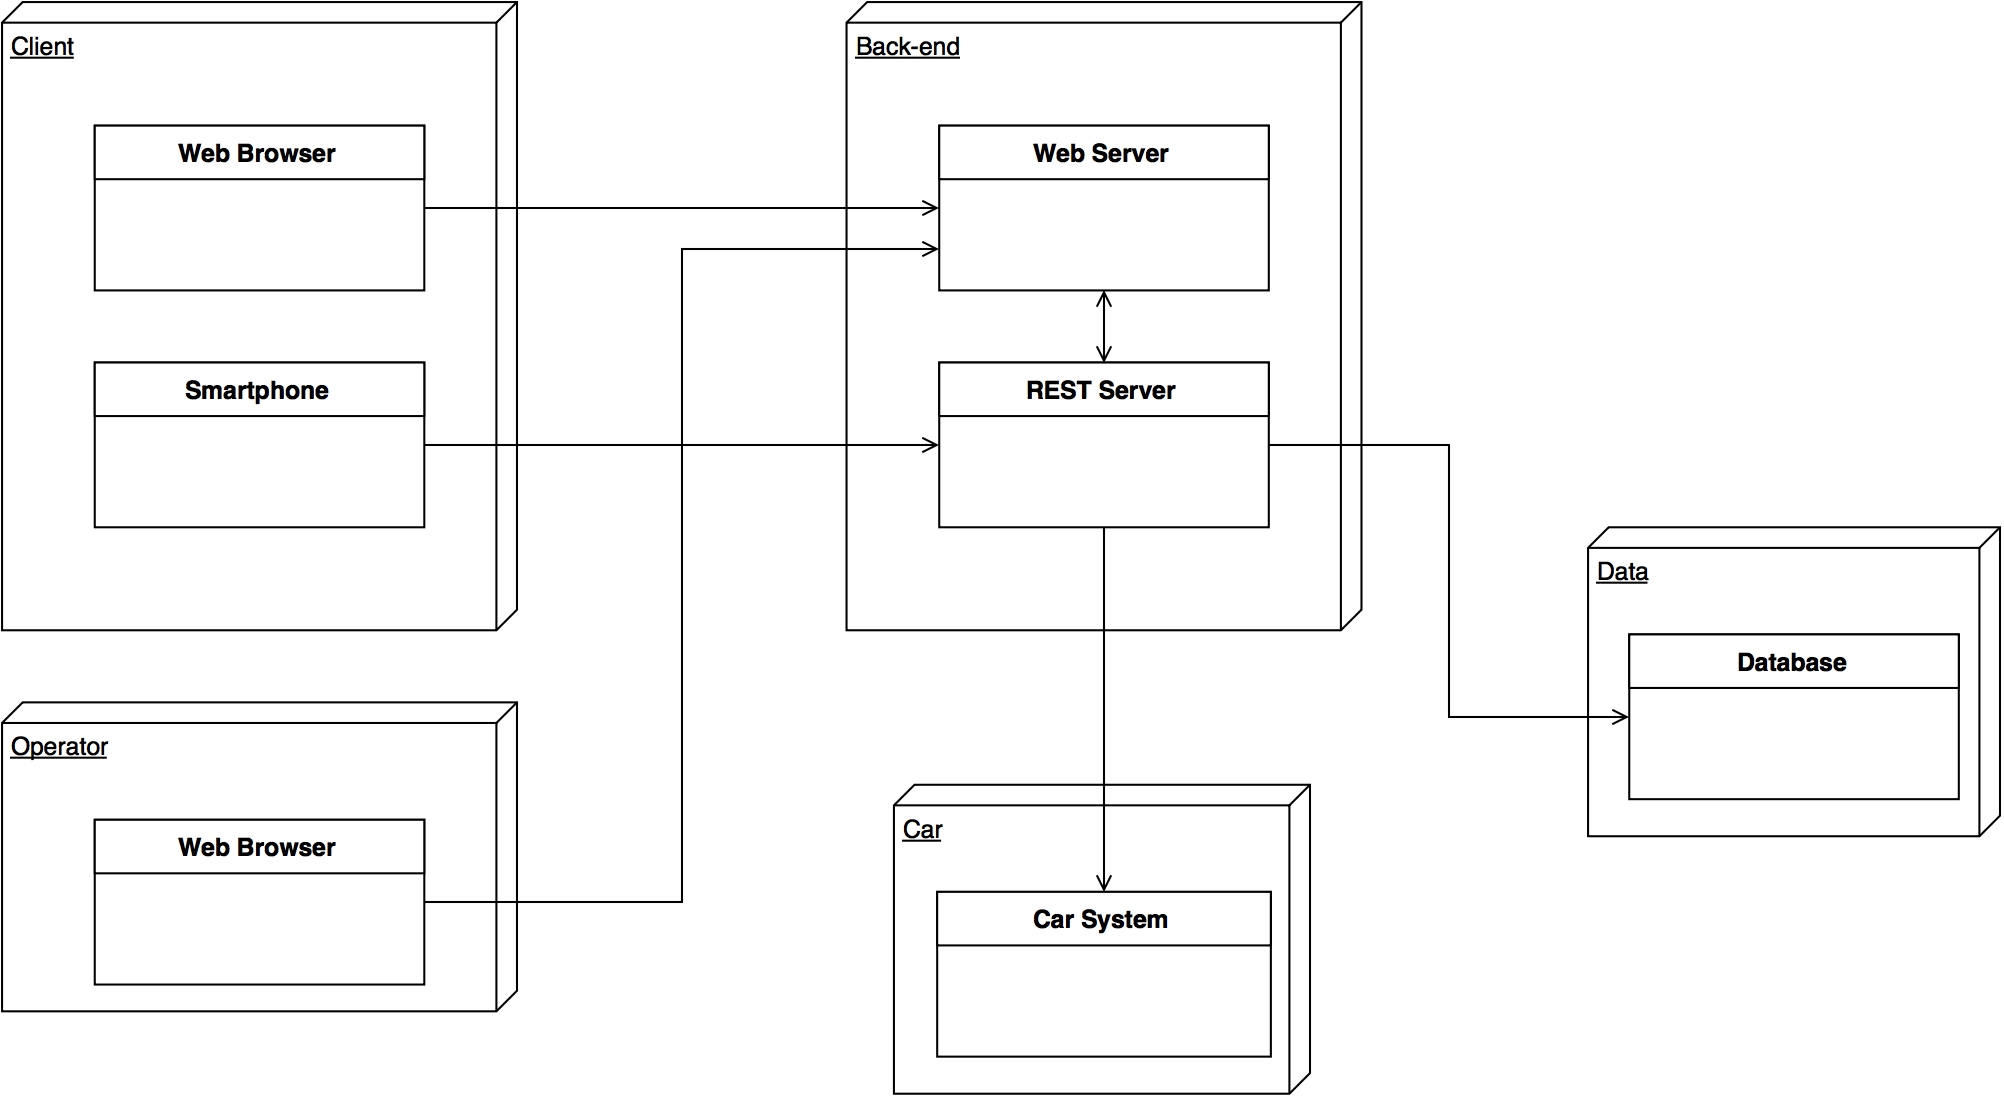 Client
Web Browser
Smartphone
Back-end
Web Server
REST Server
Data
Database
Operator
Web Browser
Car
Car System